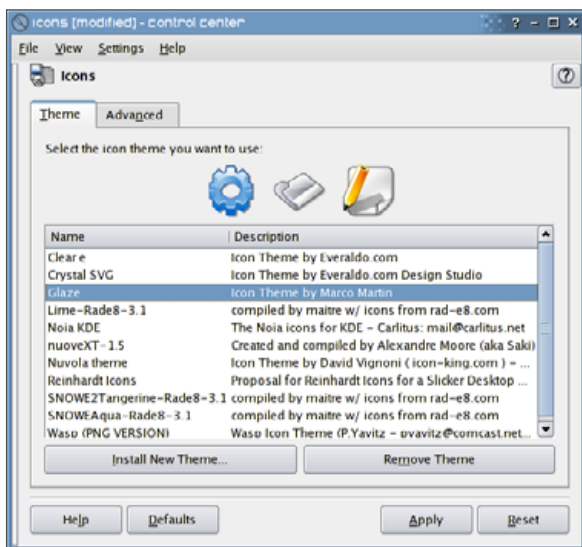 icons [modified] - control center
File View Settings Help
Icons
Theme Advanced
Select the icon theme you want to use:
Name Description
Clear e Icon Theme by Everaldo.com
Crystal SVG Icon Theme by Everaldo.com Design Studio
Glaze Icon Theme by Marco Martin
Lime-Rade8-3.1 compiled by maitre w/ icons from rad-e8.com
Noia KDE The Noia icons for KDE - Carlitus: mail@carlitus.net
nuoveXT-1.5 Created and compiled by Alexandre Moore (aka Saki)
Nuvola theme Icon Theme by David Vignoni ( icon-king.com ) - ...
Reinhardt Icons Proposal for Reinhardt Icons for a Slicker Desktop ...
SNOWE2Tangerine-Rade8-3.1 compiled by maitre w/ icons from rad-e8.com
SNOWEAqua-Rade8-3.1 compiled by maitre w/ icons from rad-e8.com
Wasp (PNG VERSION) Wasp Icon Theme (P.Yavitz - pyavitz@comcast.net...
Install New Theme... Remove Theme
Help Defaults Apply Reset